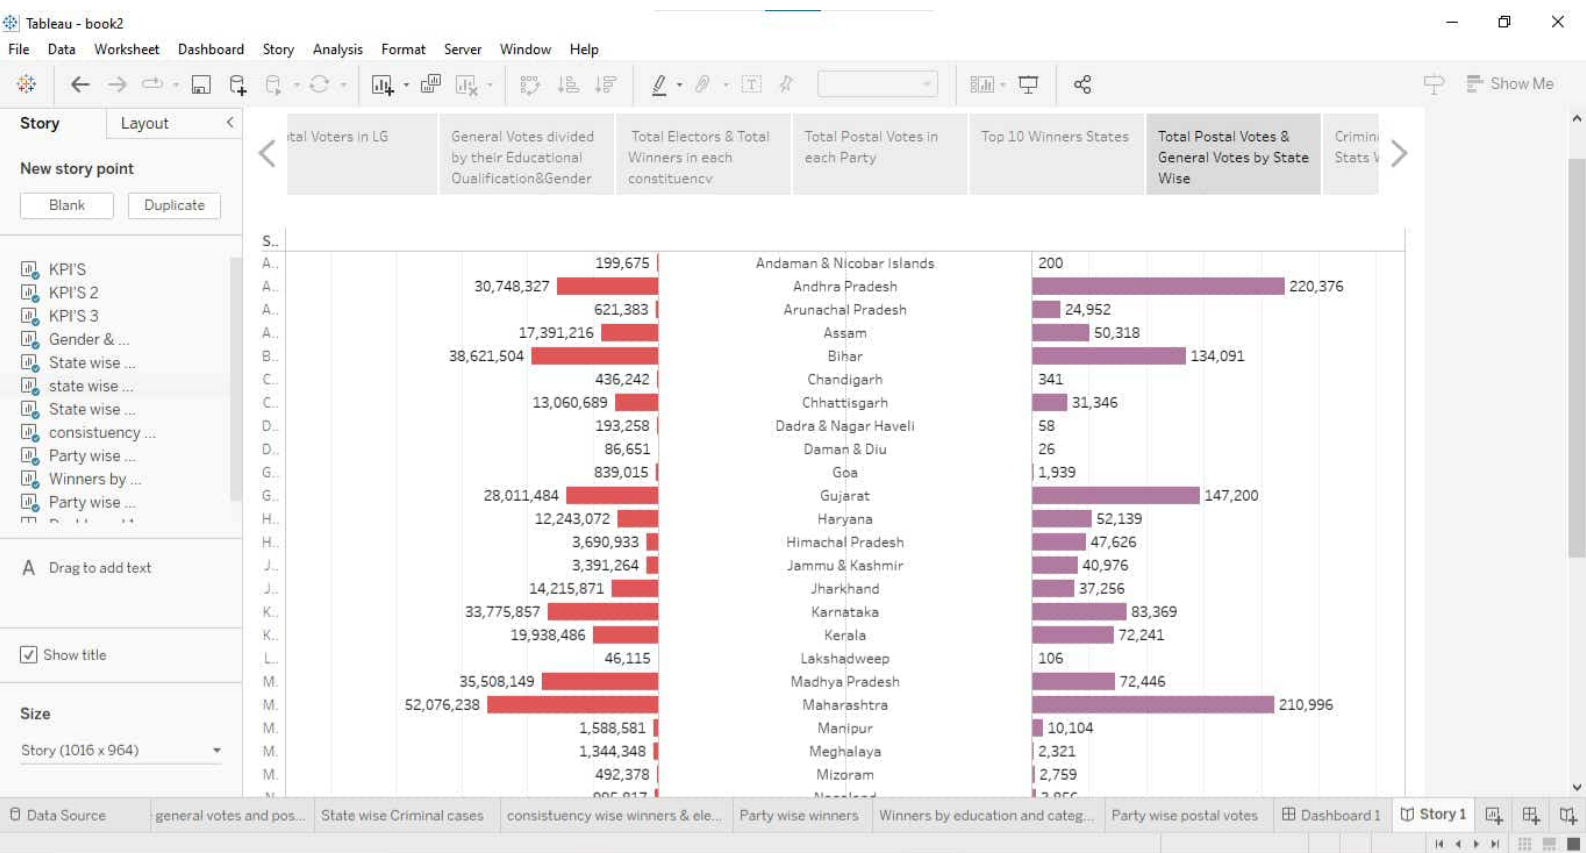 Tableau - book2
File Data Worksheet Dashboard Story Analysis Format Server Window Help
Show Me
Story Layout
New story point
Blank Duplicate
KPI'S
KPI'S 2
KPI'S 3
Gender & ...
State wise ...
state wise ...
State wise ...
consistuency ...
Party wise ...
Winners by ...
Party wise ...
A Drag to add text
Show title
Size
Story (1016 x 964)
Voters in LG
General Votes divided
by their Educational
Qualification&Gender
Total Electors & Total
Winners in each
constituency
Total Postal Votes in
each Party
Top 10 Winners States
Total Postal Votes &
General Votes by State
Wise
Crimin
Stats
S..
A.. 199,675 Andaman & Nicobar Islands 200
A.. 30,748,327 Andhra Pradesh 220,376
A.. 621,383 Arunachal Pradesh 24,952
A.. 17,391,216 Assam 50,318
B.. 38,621,504 Bihar 134,091
C.. 436,242 Chandigarh 341
C.. 13,060,689 Chhattisgarh 31,346
D.. 193,258 Dadra & Nagar Haveli 58
D.. 86,651 Daman & Diu 26
G.. 839,015 Goa 1,939
G.. 28,011,484 Gujarat 147,200
H.. 12,243,072 Haryana 52,139
H.. 3,690,933 Himachal Pradesh 47,626
J.. 3,391,264 Jammu & Kashmir 40,976
J.. 14,215,871 Jharkhand 37,256
K.. 33,775,857 Karnataka 83,369
K.. 19,938,486 Kerala 72,241
L.. 46,115 Lakshadweep 106
M. 35,508,149 Madhya Pradesh 72,446
M. 52,076,238 Maharashtra 210,996
M. 1,588,581 Manipur 10,104
M. 1,344,348 Meghalaya 2,321
M. 492,378 Mizoram 2,759
Data Source general votes and pos... State wise Criminal cases consistuency wise winners & ele... Party wise winners Winners by education and categ... Party wise postal votes Dashboard 1 Story 1